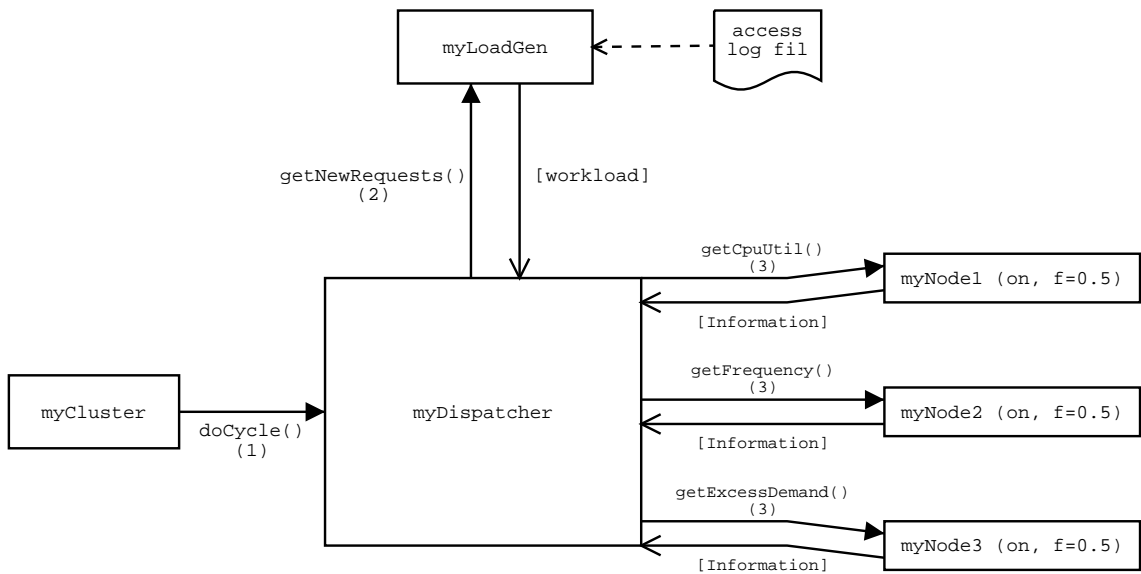 myLoadGen
access
log fil
getNewRequests()
(2)
[workload]
getCpuUtil()
(3)
myNode1 (on, f=0.5)
[Information]
myCluster
doCycle()
(1)
myDispatcher
getFrequency()
(3)
myNode2 (on, f=0.5)
[Information]
getExcessDemand()
(3)
myNode3 (on, f=0.5)
[Information]